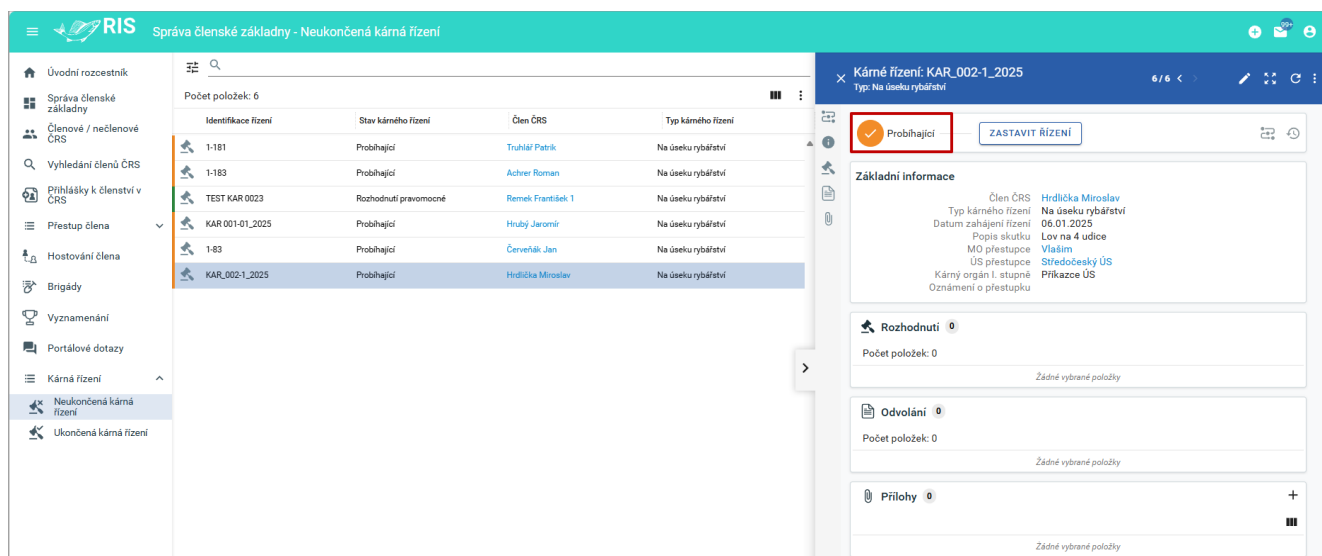 RIS
Správa členské základny - Neukončená kárná řízení
99+
Úvodní rozcestník
Správa členské
základny
Členové / nečlenové
ČRS
Vyhledání členů ČRS
Přihlášky k členství v
ČRS
Přestup člena
Hostování člena
Brigády
Vyznamenání
Portálové dotazy
Kárná řízení
Neukončená kárná
řízení
Ukončená kárná řízení
Počet položek: 6
Identifikace řízení Stav kárného řízení Člen ČRS Typ kárného řízení
1-181 Probíhající Truhlář Patrik Na úseku rybářství
1-183 Probíhající Achrer Roman Na úseku rybářství
TEST KAR 0023 Rozhodnutí pravomocné Remek František 1 Na úseku rybářství
KAR 001-01_2025 Probíhající Hrubý Jaromír Na úseku rybářství
1-83 Probíhající Červeňák Jan Na úseku rybářství
KAR_002-1_2025 Probíhající Hrdlička Miroslav Na úseku rybářství
Kárné řízení: KAR_002-1_2025
Typ: Na úseku rybářství
6/6
Probíhající
ZASTAVIT ŘÍZENÍ
Základní informace
Člen ČRS Hrdlička Miroslav
Typ kárného řízení Na úseku rybářství
Datum zahájení řízení 06.01.2025
Popis skutku Lov na 4 udice
MO přestupce Vlašim
ÚS přestupce Středočeský ÚS
Kárný orgán I. stupně Příkazce ÚS
Oznámení o přestupku
Rozhodnutí 0
Počet položek: 0
Žádné vybrané položky
Odvolání 0
Počet položek: 0
Žádné vybrané položky
Přílohy 0
Žádné vybrané položky